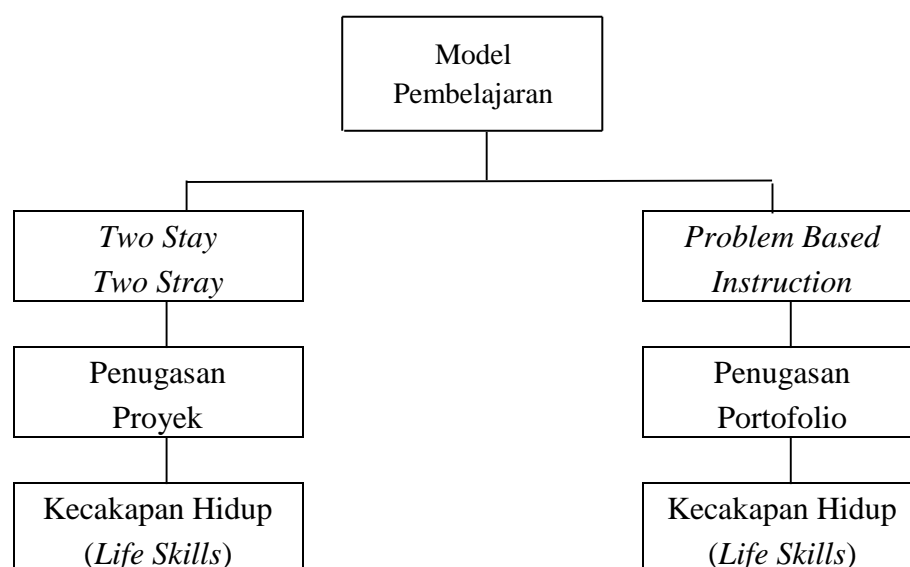 Model
Pembelajaran
Two Stay
Two Stray
Problem Based
Instruction
Penugasan
Proyek
Penugasan
Portofolio
Kecakapan Hidup
(Life Skills)
Kecakapan Hidup
(Life Skills)